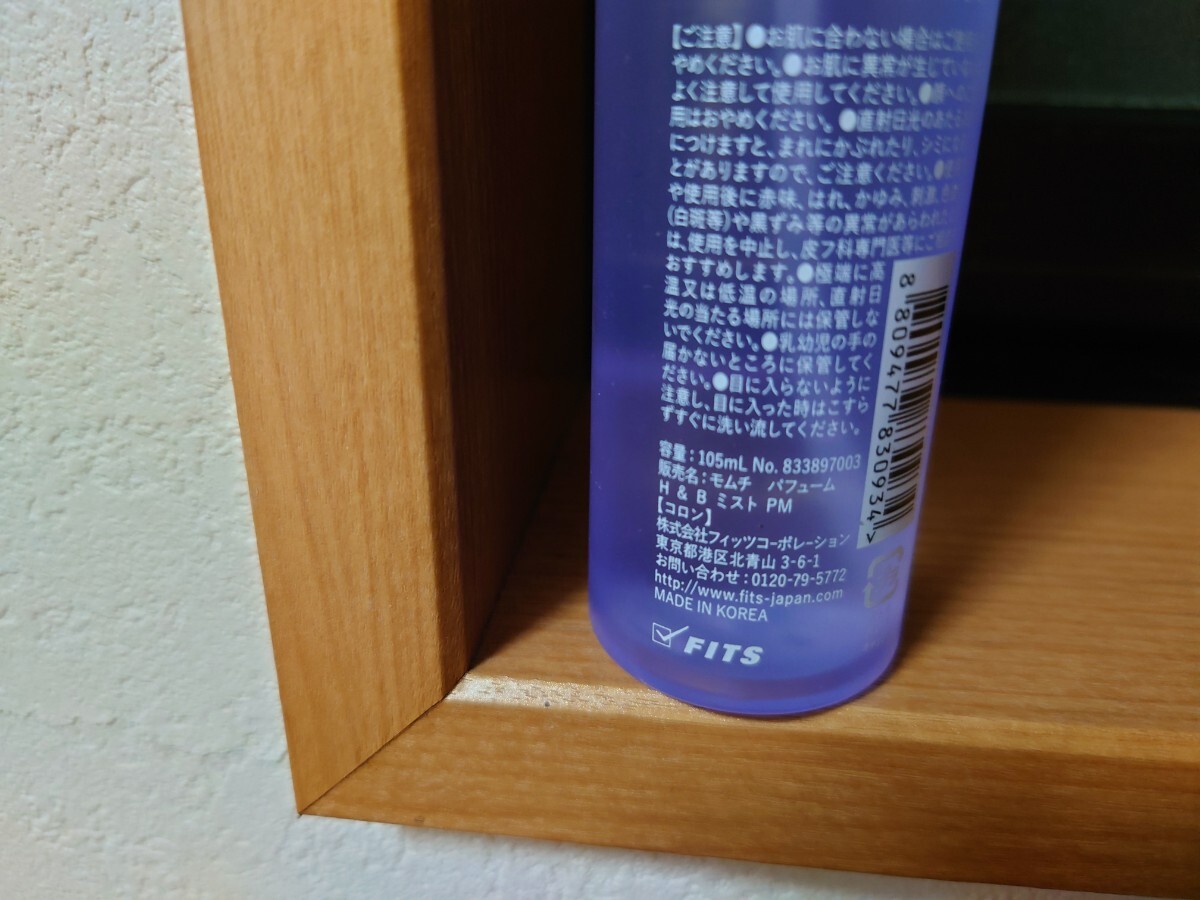 【ご注意】●お肌に合わない場合はご使
やめください。●お肌に異常が生じてい
よく注意して使用してください。●
用はおやめください。●直射日光のあたる
につけますと、まれにかぶれたり、シミに
とがありますので、ご注意ください。●
や使用後に赤味、はれ、かゆみ、刺激、
(白斑等)や黒ずみ等の異常があらわれ
は、使用を中止し、皮フ科専門医等にご
おすすめします。●極端に高
温又は低温の場所、直射日
光の当たる場所には保管しな
いでください。●乳幼児の手の
届かないところに保管してく
ださい。●目に入らないように
注意し、目に入った時はこすら
ずすぐに洗い流してください。
容量：105mL No. 833897003
販売名：モムチ パフューム
H & B ミスト PM
【コロン】
株式会社フィッツコーポレーション
東京都港区北青山 3-6-1
お問い合わせ：0120-79-5772
http://www.fits-japan.com
MADE IN KOREA
FITS
8 809477 830934 >